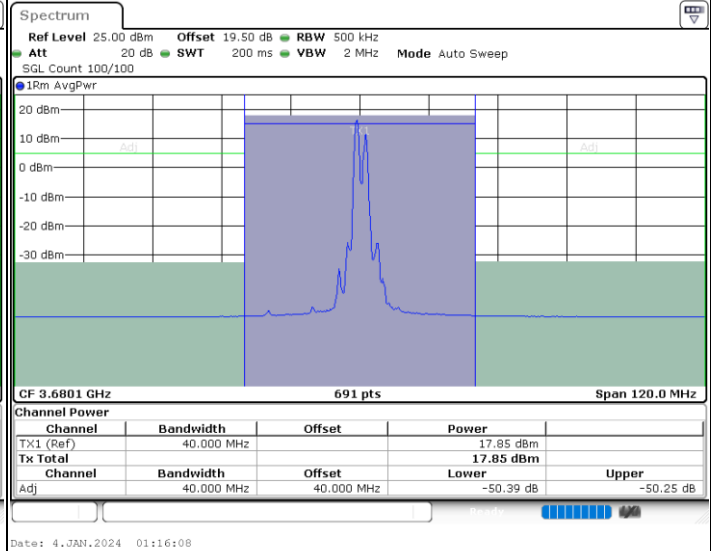 Spectrum
Ref Level 25.00 dBm Offset 19.50 dB RBW 500 kHz
Att 20 dB SWT 200 ms VBW 2 MHz Mode Auto Sweep
SGL Count 100/100
1Rm AvgPwr
20 dBm
TX1
10 dBm
Adj Adj
0 dBm
-10 dBm
-20 dBm
-30 dBm
CF 3.6801 GHz 691 pts Span 120.0 MHz
Channel Power
Channel Bandwidth Offset Power
TX1 (Ref) 40.000 MHz 17.85 dBm
Tx Total 17.85 dBm
Channel Bandwidth Offset Lower Upper
Adj 40.000 MHz 40.000 MHz -50.39 dB -50.25 dB
Ready
Date: 4.JAN.2024 01:16:08